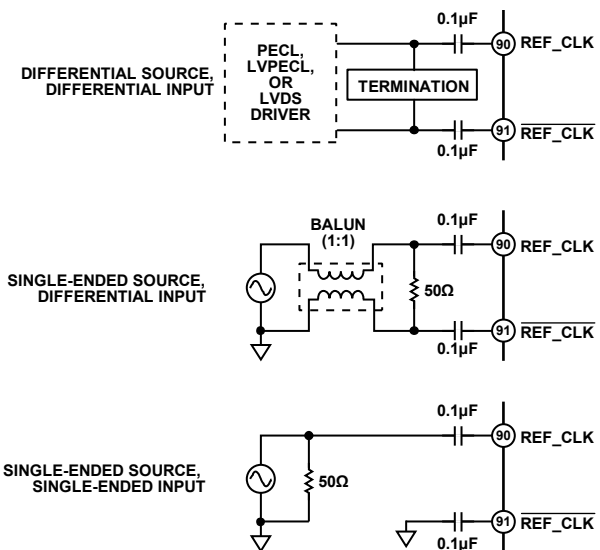 0.1µF
90 REF_CLK
PECL,
LVPECL,
OR
LVDS
DRIVER
DIFFERENTIAL SOURCE,
DIFFERENTIAL INPUT
TERMINATION
91 REF_CLK
0.1µF
0.1µF
BALUN
(1:1)
90 REF_CLK
SINGLE-ENDED SOURCE,
DIFFERENTIAL INPUT
50Ω
91 REF_CLK
0.1µF
0.1µF
90 REF_CLK
SINGLE-ENDED SOURCE,
SINGLE-ENDED INPUT
50Ω
91 REF_CLK
0.1µF